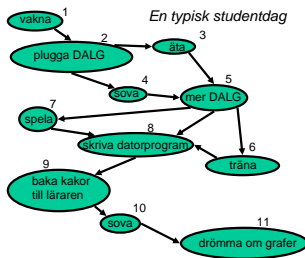 En typisk studentdag
vakna 1
plugga DALG 2
äta 3
sova 4
mer DALG 5
träna 6
spela 7
skriva datorprogram 8
baka kakor 9
till läraren
sova 10
drömma om grafer 11